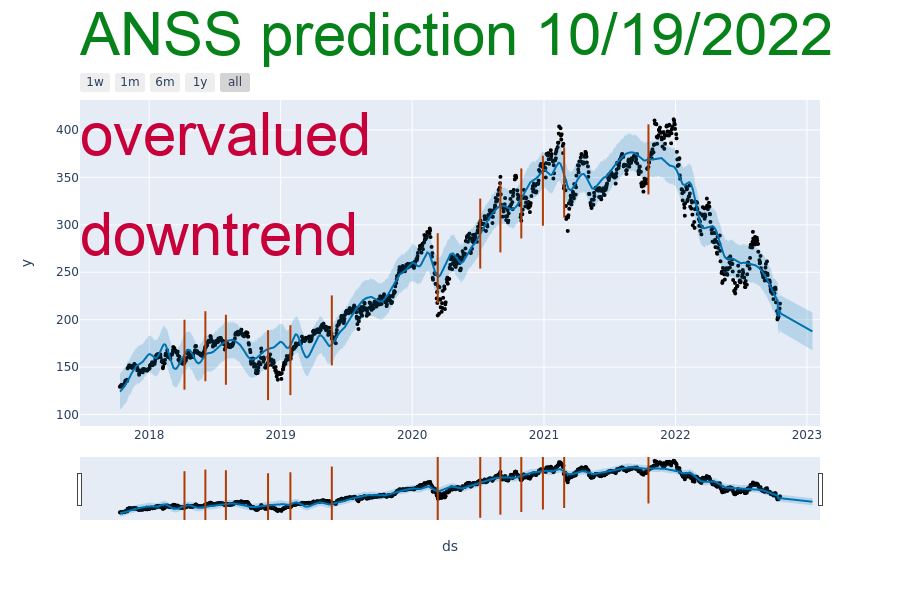 ANSS prediction 10/19/2022
1w 1m 6m 1y all
overvalued
downtrend
400
350
300
250
200
150
100
y
2018 2019 2020 2021 2022 2023
ds